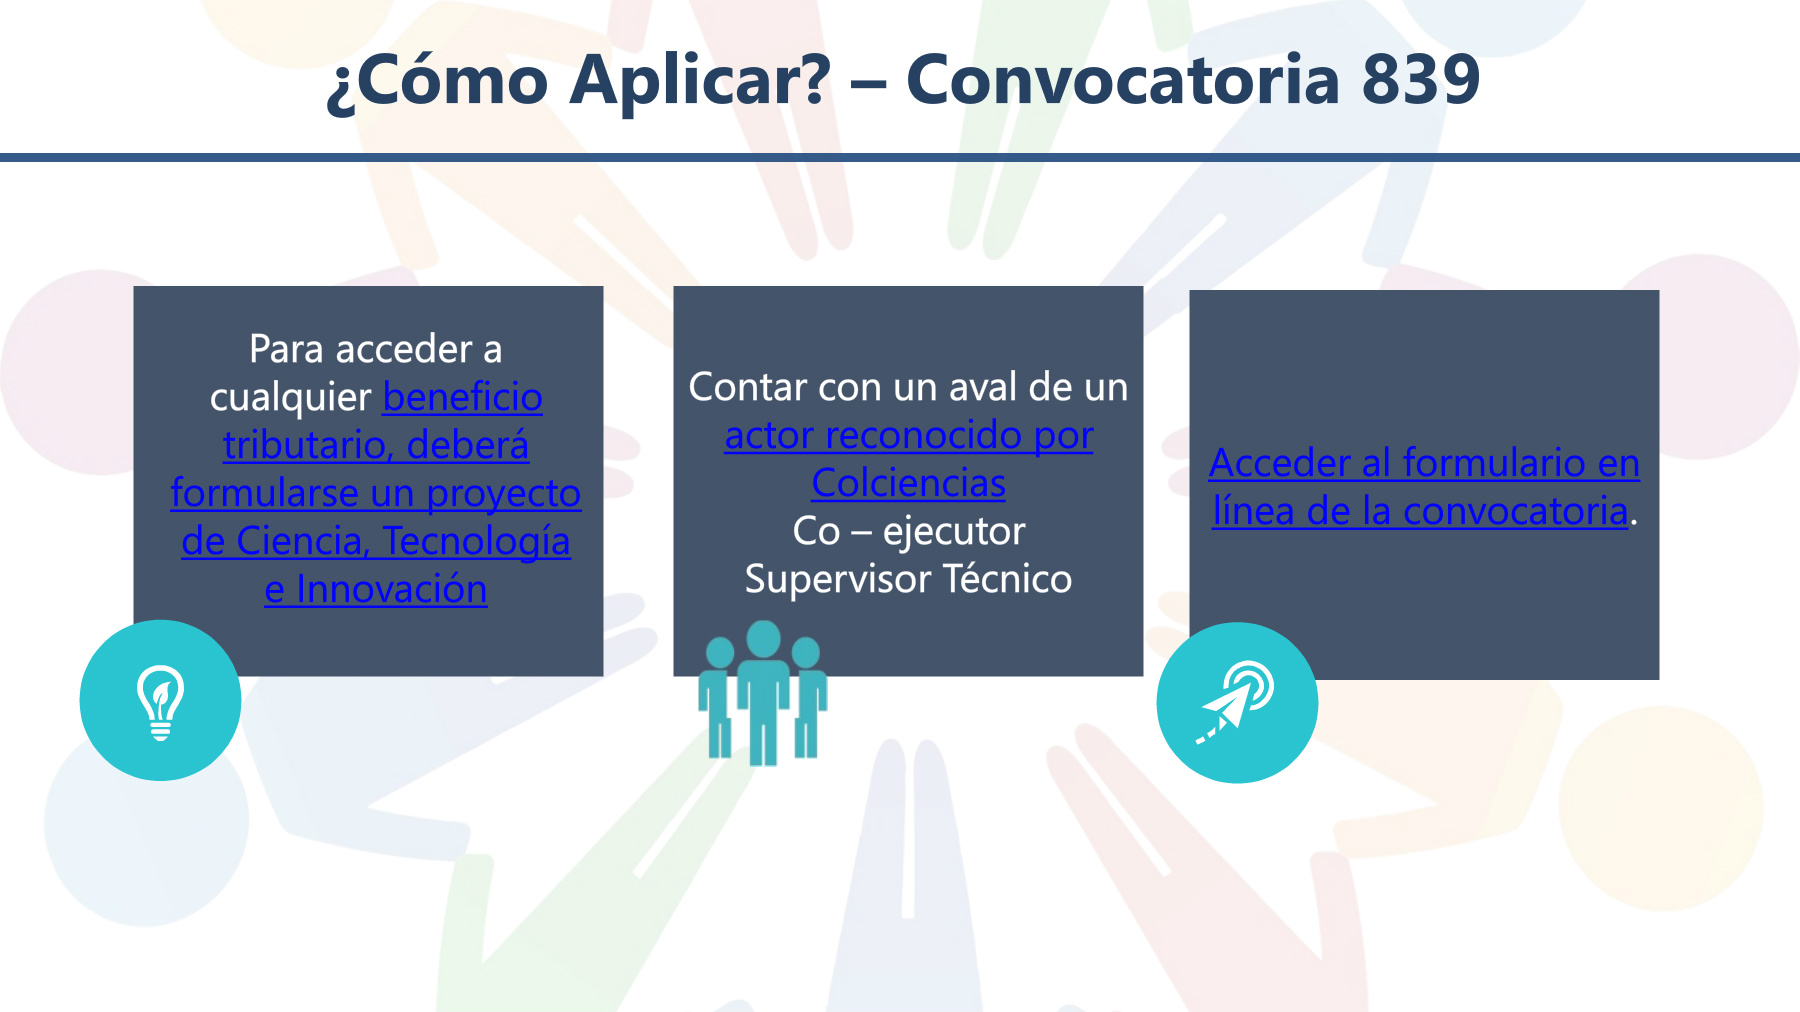 ¿Cómo Aplicar? – Convocatoria 839
Para acceder a
cualquier beneficio
tributario, deberá
formularse un proyecto
de Ciencia, Tecnología
e Innovación
Contar con un aval de un
actor reconocido por
Colciencias
Co – ejecutor
Supervisor Técnico
Acceder al formulario en
línea de la convocatoria.